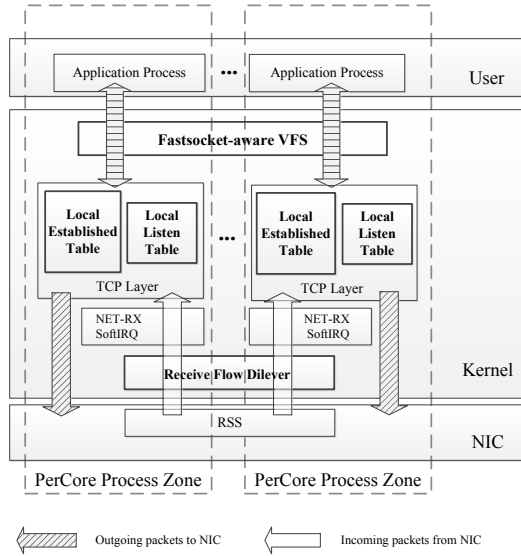 Application Process
...
Application Process
User
Fastsocket-aware VFS
Local
Established
Table
Local
Listen
Table
TCP Layer
...
Local
Established
Table
Local
Listen
Table
TCP Layer
NET-RX
SoftIRQ
NET-RX
SoftIRQ
Receive Flow Dilever
Kernel
RSS
NIC
PerCore Process Zone
PerCore Process Zone
Outgoing packets to NIC
Incoming packets from NIC